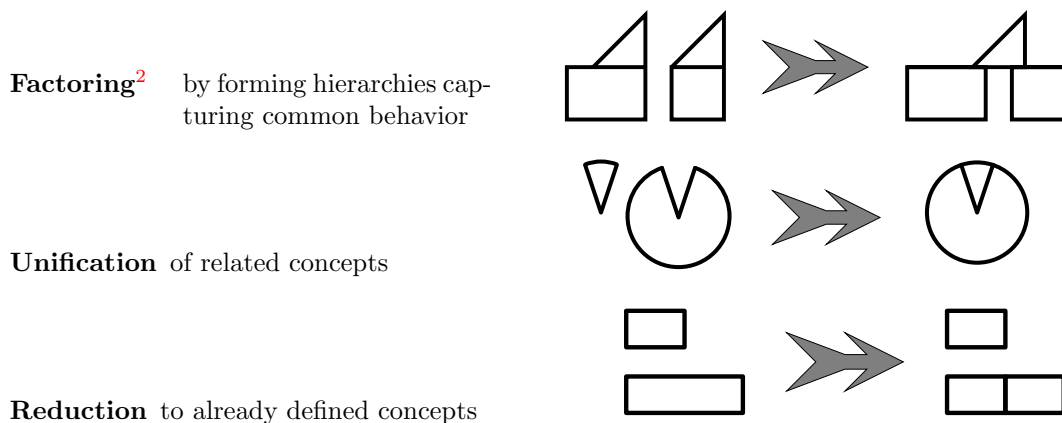 Factoring2 by forming hierarchies cap-
turing common behavior
Unification of related concepts
Reduction to already defined concepts